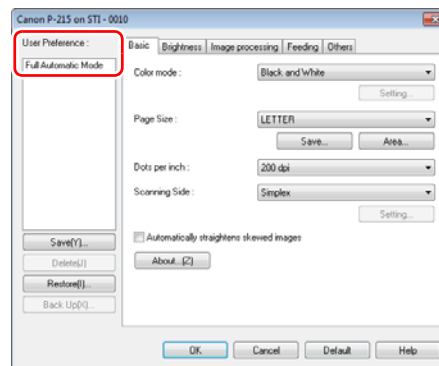 Canon P-215 on STI - 0010
User Preference :
Full Automatic Mode
Save(Y)...
Delete(J)
Restore(I)...
Back Up(X)...
Basic
Brightness
Image processing
Feeding
Others
Color mode :
Black and White
Setting...
Page Size :
LETTER
Save...
Area...
Dots per inch :
200 dpi
Scanning Side :
Simplex
Setting...
Automatically straightens skewed images
About...(Z)
OK
Cancel
Default
Help